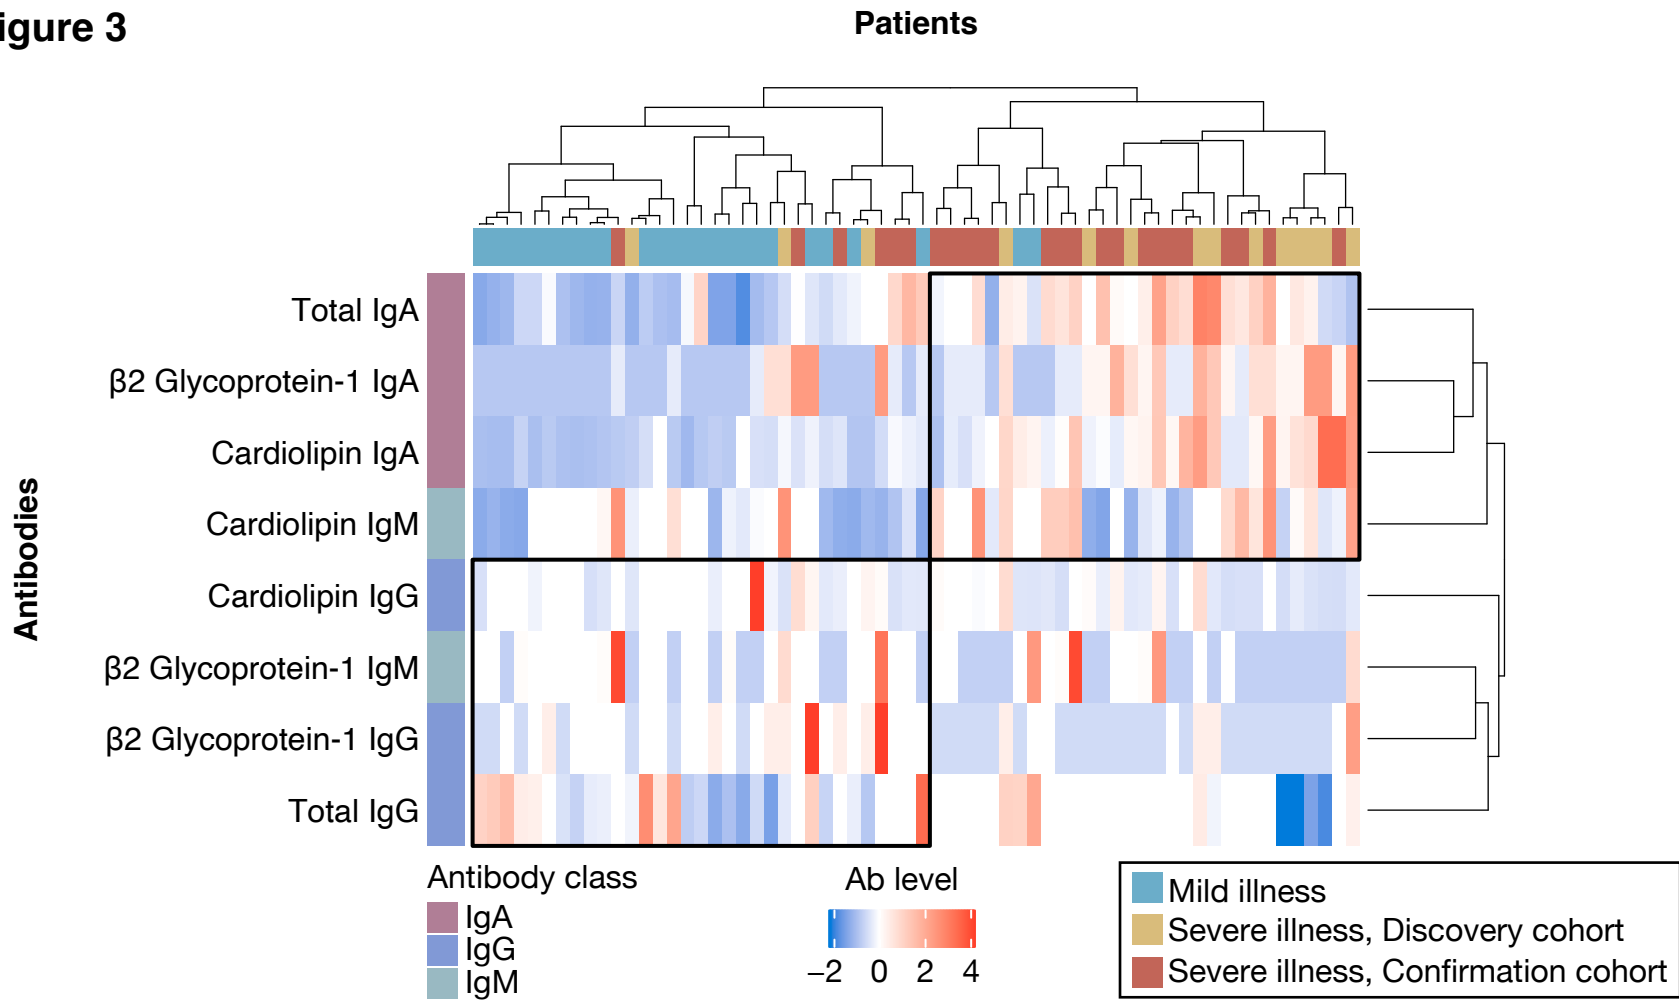 igure 3
Patients
Antibodies
Total IgA
β2 Glycoprotein-1 IgA
Cardiolipin IgA
Cardiolipin IgM
Cardiolipin IgG
β2 Glycoprotein-1 IgM
β2 Glycoprotein-1 IgG
Total IgG
Antibody class
IgA
IgG
IgM
Ab level
−2 0 2 4
Mild illness
Severe illness, Discovery cohort
Severe illness, Confirmation cohort